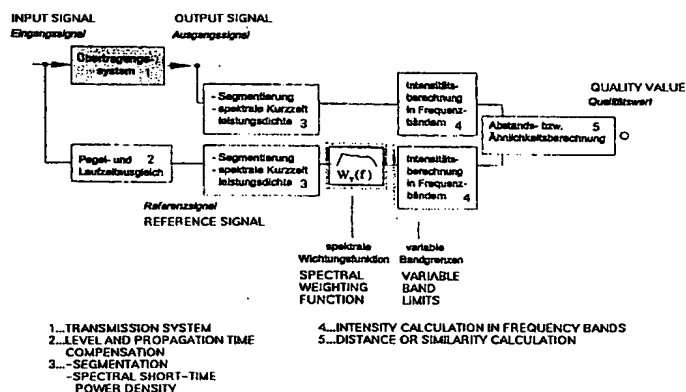 INPUT SIGNAL
Eingangssignal
OUTPUT SIGNAL
Ausgangssignal
Übertragungs-
system 1
- Segmentierung
- spektrale Kurzzeit
leistungsdichte 3
Intensitäts-
berechnung
in Frequenz-
bändern 4
QUALITY VALUE
Qualitätswert
Abstands- bzw. 5
Ähnlichkeitsberechnung
Pegel- und 2
Laufzeitausgleich
- Segmentierung
- spektrale Kurzzeit
leistungsdichte 3
Wᵧ(f)
Intensitäts-
berechnung
in Frequenz-
bändern 4
Referenzsignal
REFERENCE SIGNAL
spektrale
Wichtungsfunktion
SPECTRAL
WEIGHTING
FUNCTION
variable
Bandgrenzen
VARIABLE
BAND
LIMITS
1...TRANSMISSION SYSTEM
2...LEVEL AND PROPAGATION TIME
COMPENSATION
3...-SEGMENTATION
-SPECTRAL SHORT-TIME
POWER DENSITY
4...INTENSITY CALCULATION IN FREQUENCY BANDS
5...DISTANCE OR SIMILARITY CALCULATION